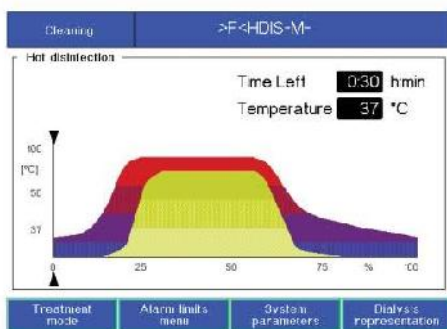 Cleaning
>F<HDIS-M-
Hot disinfection
Time Left 0:30 h:min
Temperature 37 °C
100
[°C]
50
37
0 25 50 75 % 100
Treatment mode
Alarm limits menu
System parameters
Dialysis representation